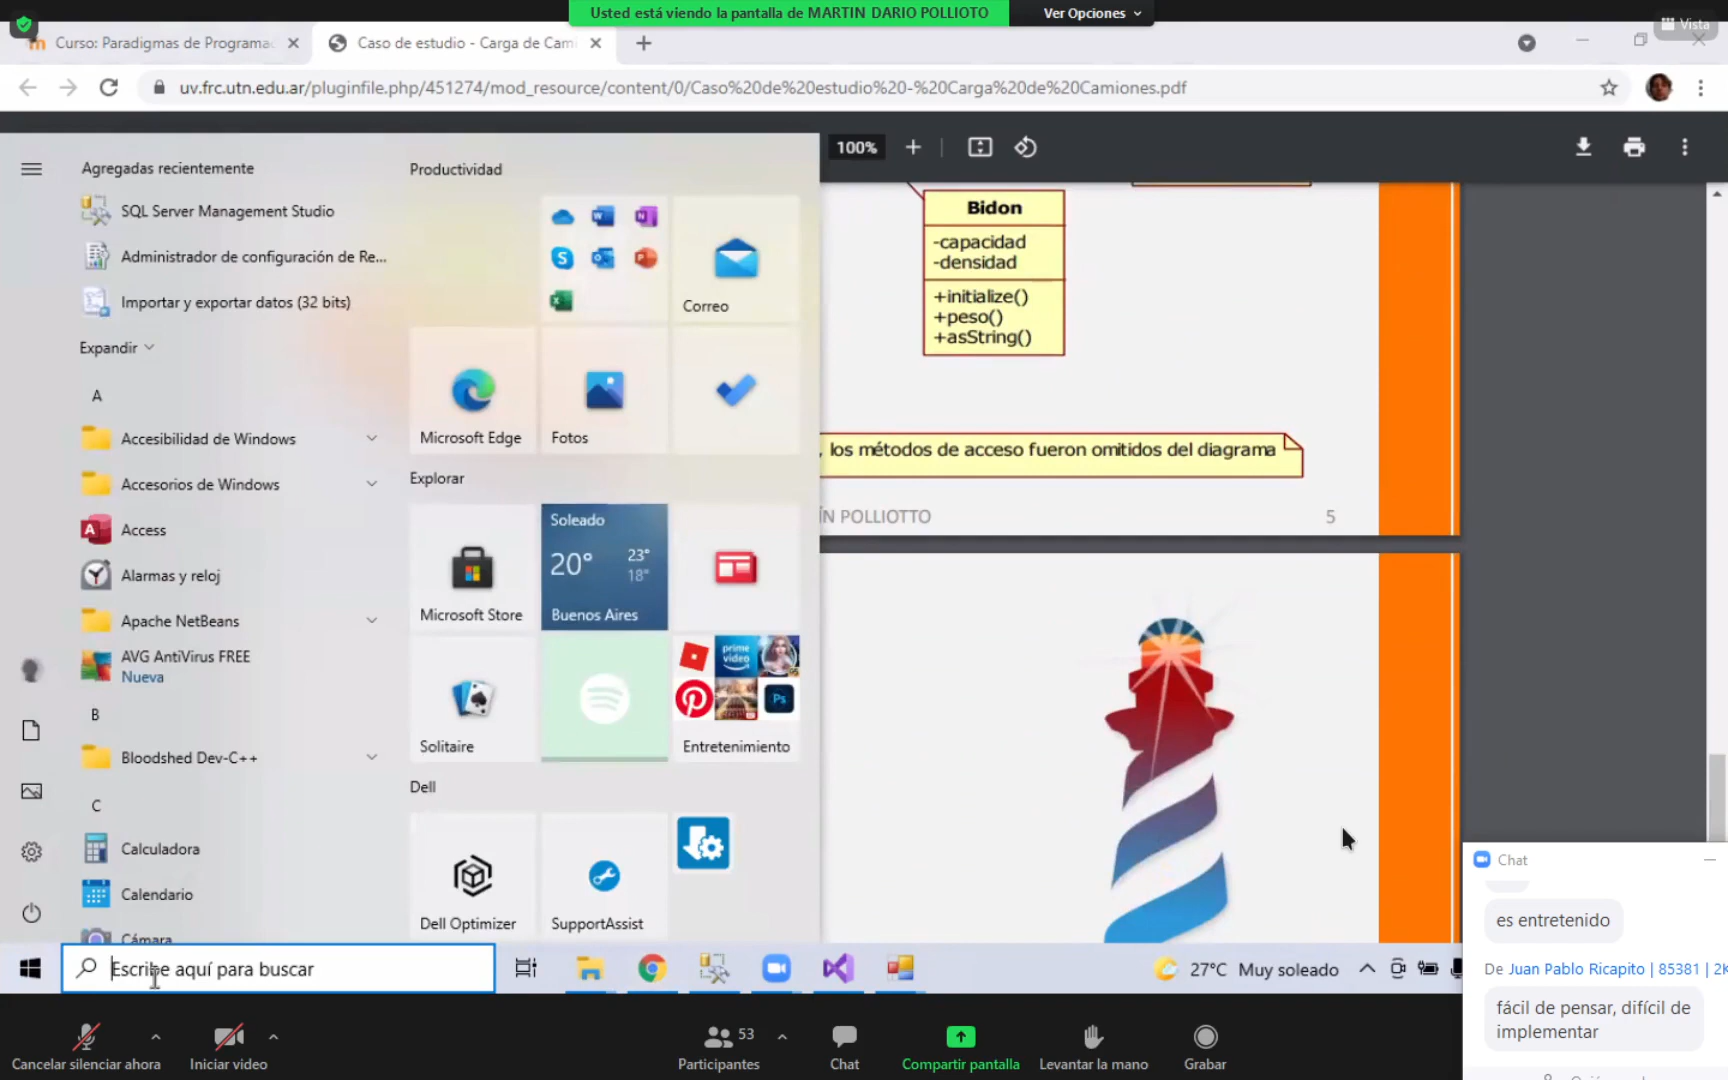 Usted está viendo la pantalla de MARTIN DARIO POLLIOTO
Ver Opciones
Vista
Curso: Paradigmas de Programac
Caso de estudio - Carga de Cami
uv.frc.utn.edu.ar/pluginfile.php/451274/mod_resource/content/0/Caso%20de%20estudio%20-%20Carga%20de%20Camiones.pdf
100%
Agregadas recientemente
SQL Server Management Studio
Administrador de configuración de Re...
Importar y exportar datos (32 bits)
Expandir
A
Accesibilidad de Windows
Accesorios de Windows
Access
Alarmas y reloj
Apache NetBeans
AVG AntiVirus FREE
Nueva
B
Bloodshed Dev-C++
C
Calculadora
Calendario
Cámara
Productividad
Correo
Microsoft Edge
Fotos
Explorar
Microsoft Store
Soleado
20°
23°
18°
Buenos Aires
Solitaire
prime video
Ps
Entretenimiento
Dell
Dell Optimizer
SupportAssist
Bidon
-capacidad
-densidad
+initialize()
+peso()
+asString()
, los métodos de acceso fueron omitidos del diagrama
ÍN POLLIOTTO
5
Escribe aquí para buscar
27°C Muy soleado
Chat
es entretenido
De Juan Pablo Ricapito | 85381 | 2K
fácil de pensar, difícil de
implementar
Cancelar silenciar ahora
Iniciar video
53
Participantes
Chat
Compartir pantalla
Levantar la mano
Grabar